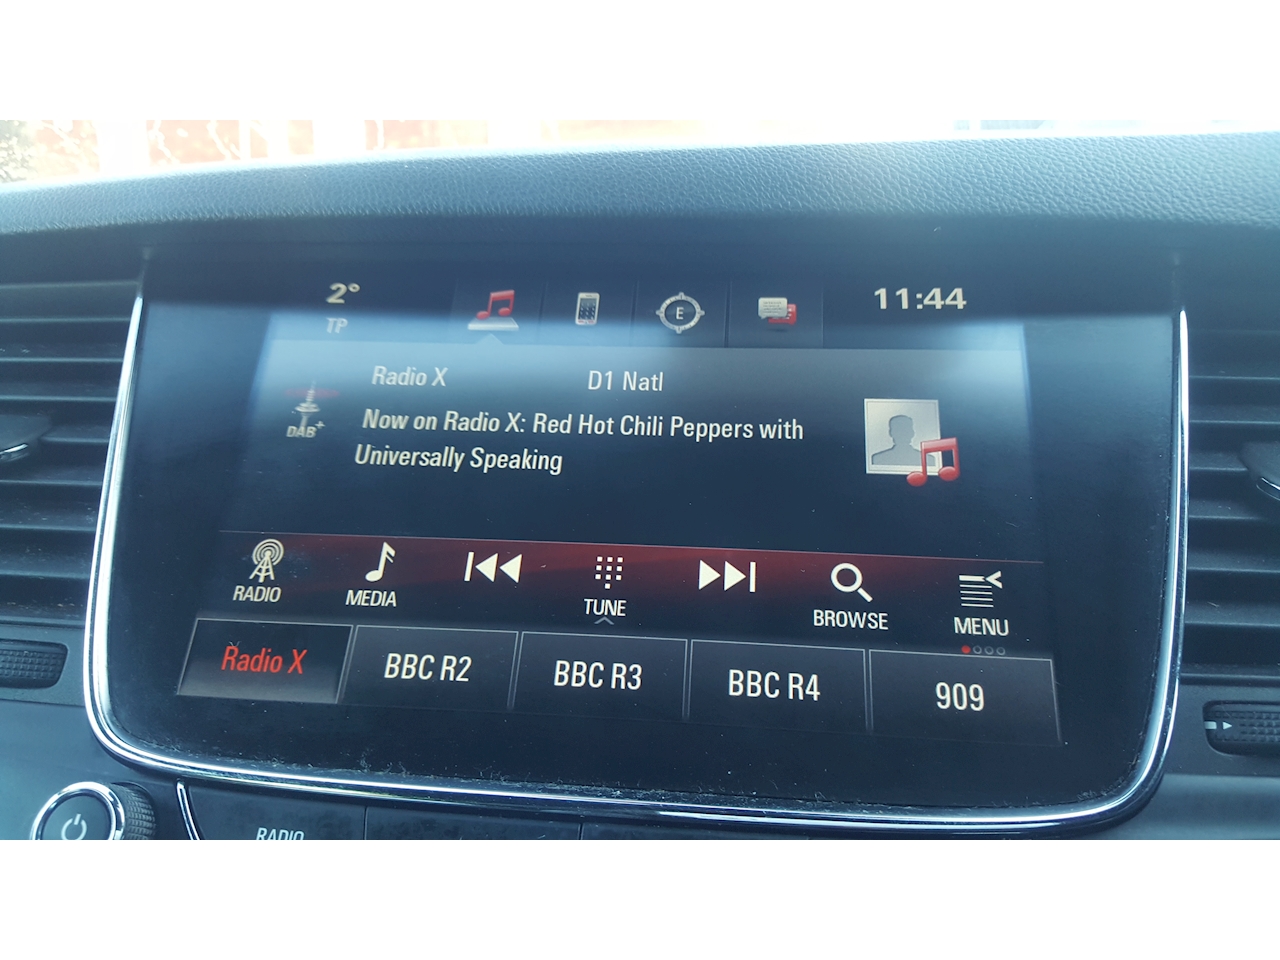 2°
TP
E
11:44
Radio X
D1 Natl
DAB+
Now on Radio X: Red Hot Chili Peppers with
Universally Speaking
RADIO
MEDIA
TUNE
BROWSE
MENU
Radio X
BBC R2
BBC R3
BBC R4
909
RADIO